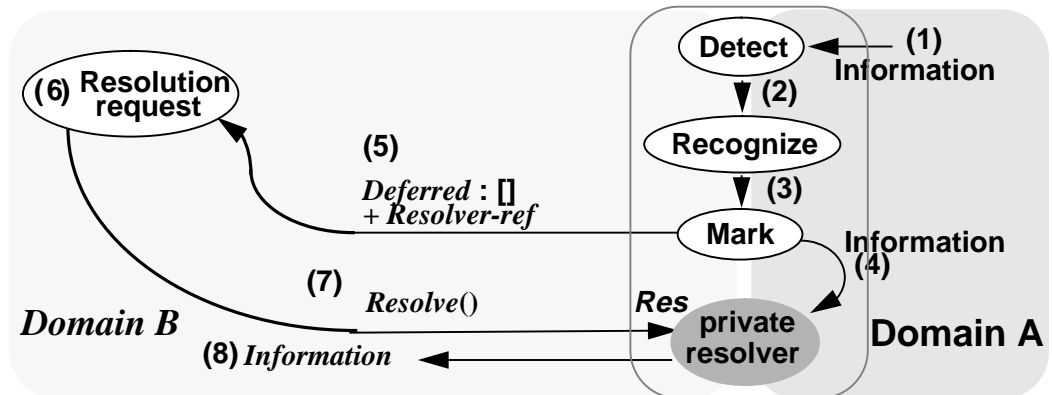 Detect
(1)
Information
(2)
(6) Resolution
request
Recognize
(5)
(3)
Deferred : []
+ Resolver-ref
Mark
Information
(4)
(7)
Resolve()
Res
private
resolver
Domain B
Domain A
(8) Information